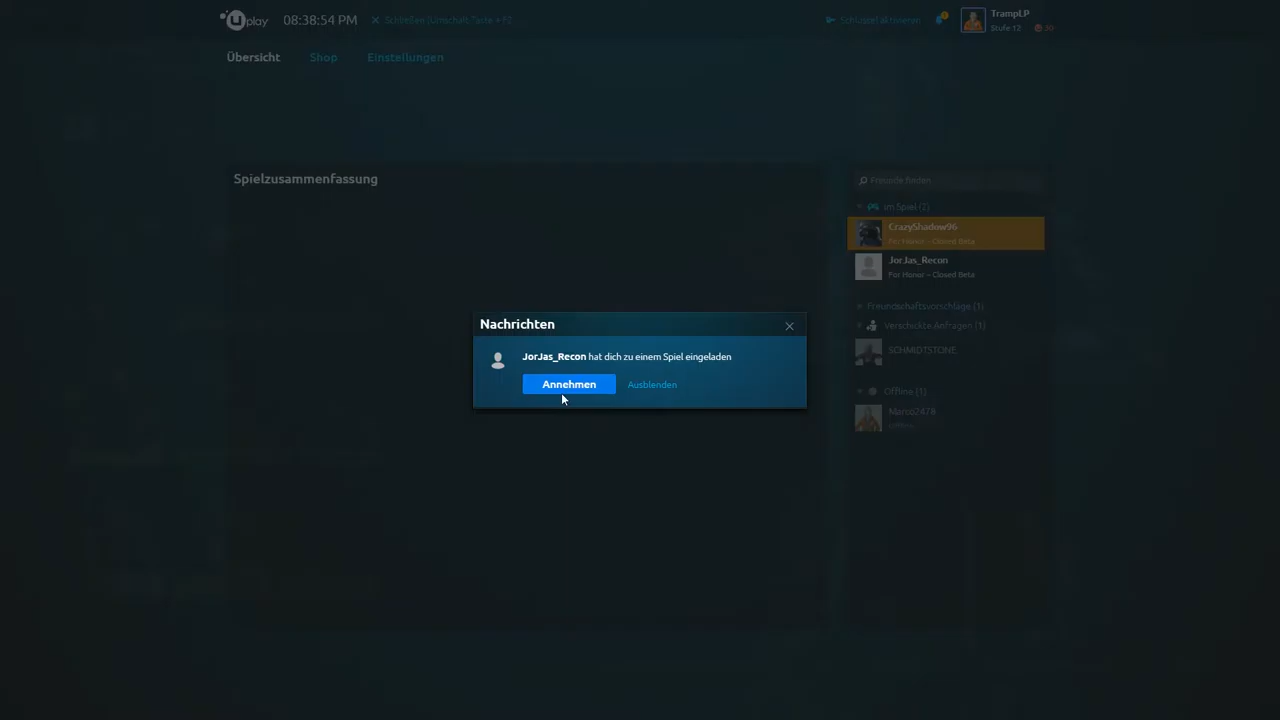 Uplay
08:38:54 PM
Schließen (Umschalt Taste + F2
Schlüssel aktivieren
1
TrampLP
Stufe 12
30
Übersicht
Shop
Einstellungen
Spielzusammenfassung
Freunde finden
Im Spiel (2)
CrazyShadow96
For Honor – Closed Beta
JorJas_Recon
For Honor – Closed Beta
Freundschaftsvorschläge (1)
Verschickte Anfragen (1)
SCHMIDTSTONE
Offline (1)
Marco2478
Offline
Nachrichten
JorJas_Recon hat dich zu einem Spiel eingeladen
Annehmen
Ausblenden